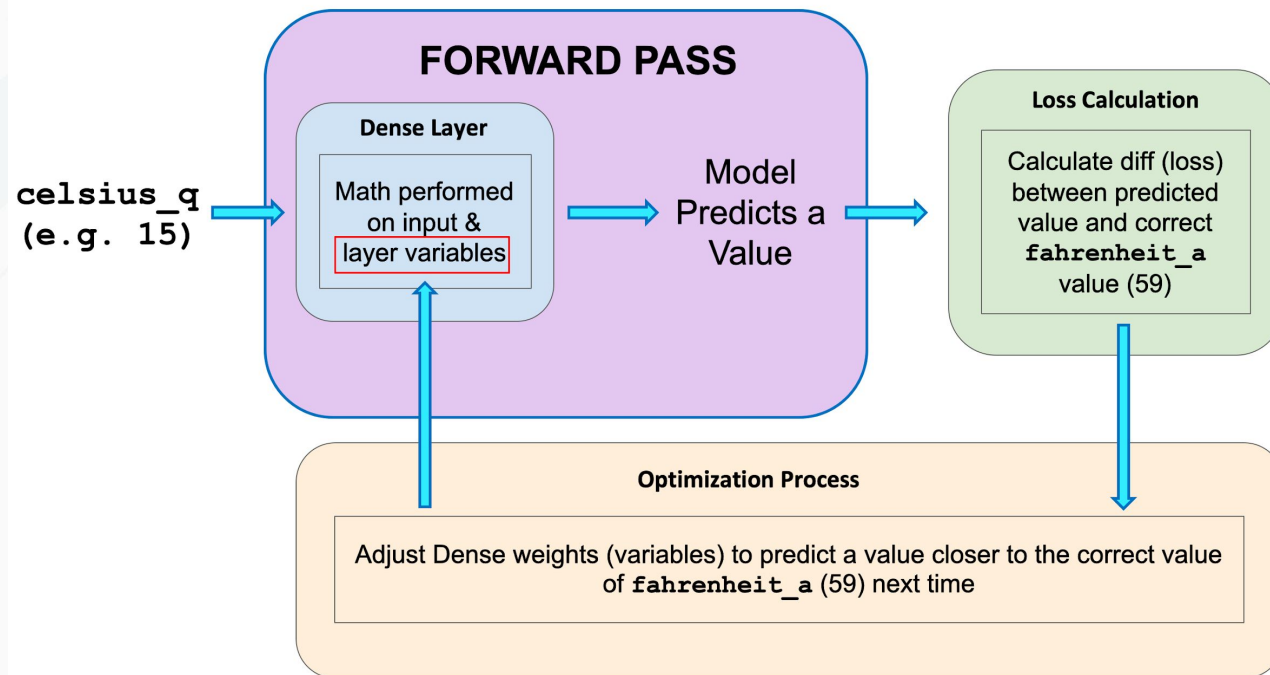 FORWARD PASS
celsius_q
(e.g. 15)
Dense Layer
Math performed
on input &
layer variables
Model
Predicts a
Value
Loss Calculation
Calculate diff (loss)
between predicted
value and correct
fahrenheit_a
value (59)
Optimization Process
Adjust Dense weights (variables) to predict a value closer to the correct value
of fahrenheit_a (59) next time